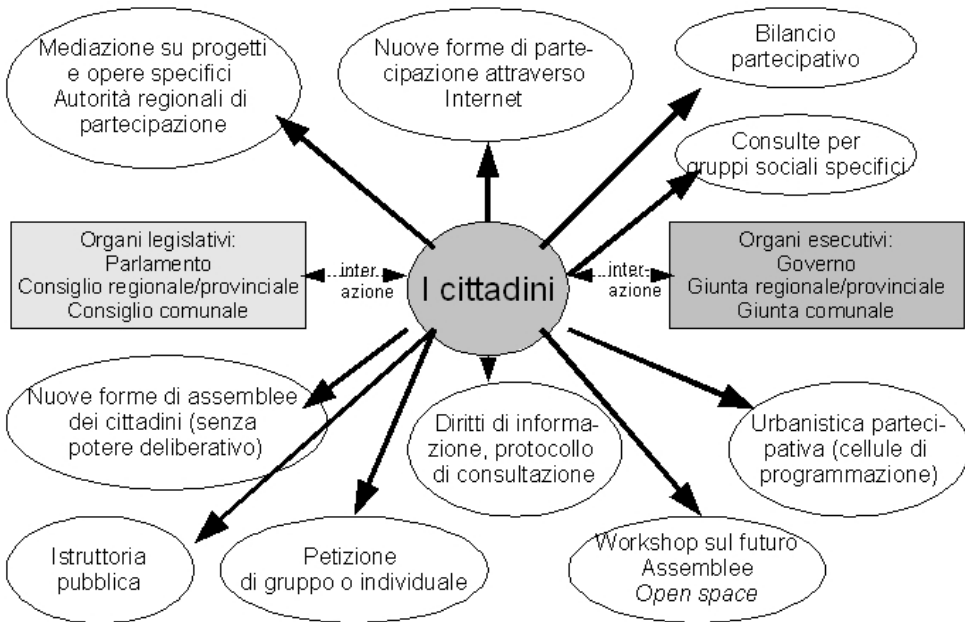 Mediazione su progetti
e opere specifici
Autorità regionali di
partecipazione
Nuove forme di parte-
cipazione attraverso
Internet
Bilancio
partecipativo
Consulte per
gruppi sociali specifici
Organi legislativi:
Parlamento
Consiglio regionale/provinciale
Consiglio comunale
inter
azione
I cittadini
inter-
azione
Organi esecutivi:
Governo
Giunta regionale/provinciale
Giunta comunale
Nuove forme di assemblee
dei cittadini (senza
potere deliberativo)
Diritti di informa-
zione, protocollo
di consultazione
Urbanistica parteci-
pativa (cellule di
programmazione)
Istruttoria
pubblica
Petizione
di gruppo o individuale
Workshop sul futuro
Assemblee
Open space